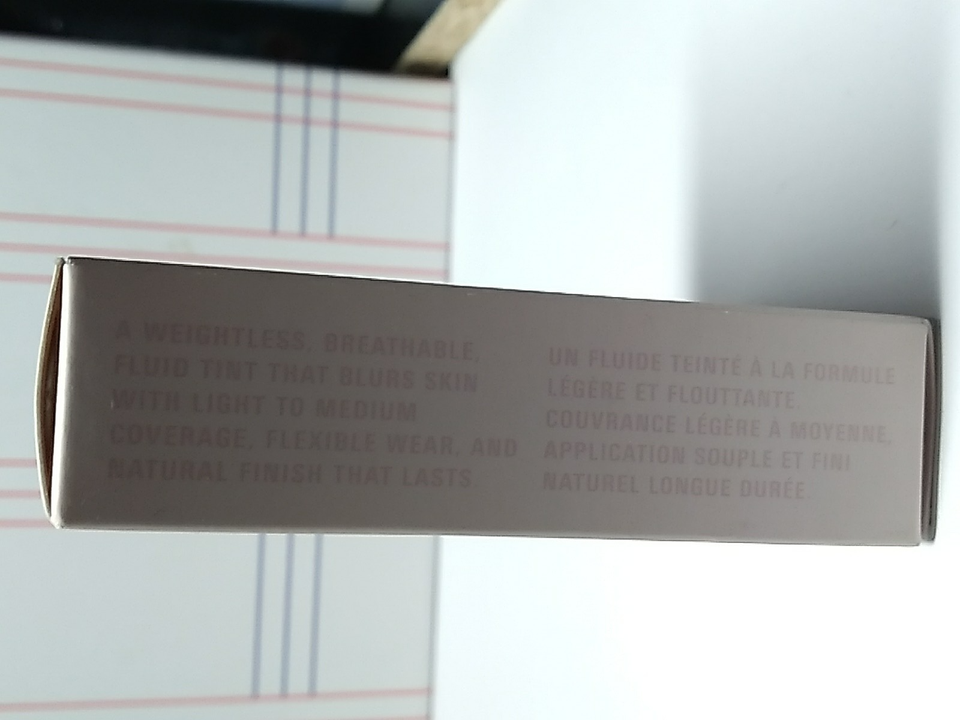 A WEIGHTLESS, BREATHABLE,
FLUID TINT THAT BLURS SKIN
WITH LIGHT TO MEDIUM
COVERAGE, FLEXIBLE WEAR, AND
NATURAL FINISH THAT LASTS.
UN FLUIDE TEINTÉ À LA FORMULE
LÉGÈRE ET FLOUTTANTE
COUVRANCE LÉGÈRE À MOYENNE,
APPLICATION SOUPLE ET FINI
NATUREL LONGUE DURÉE.